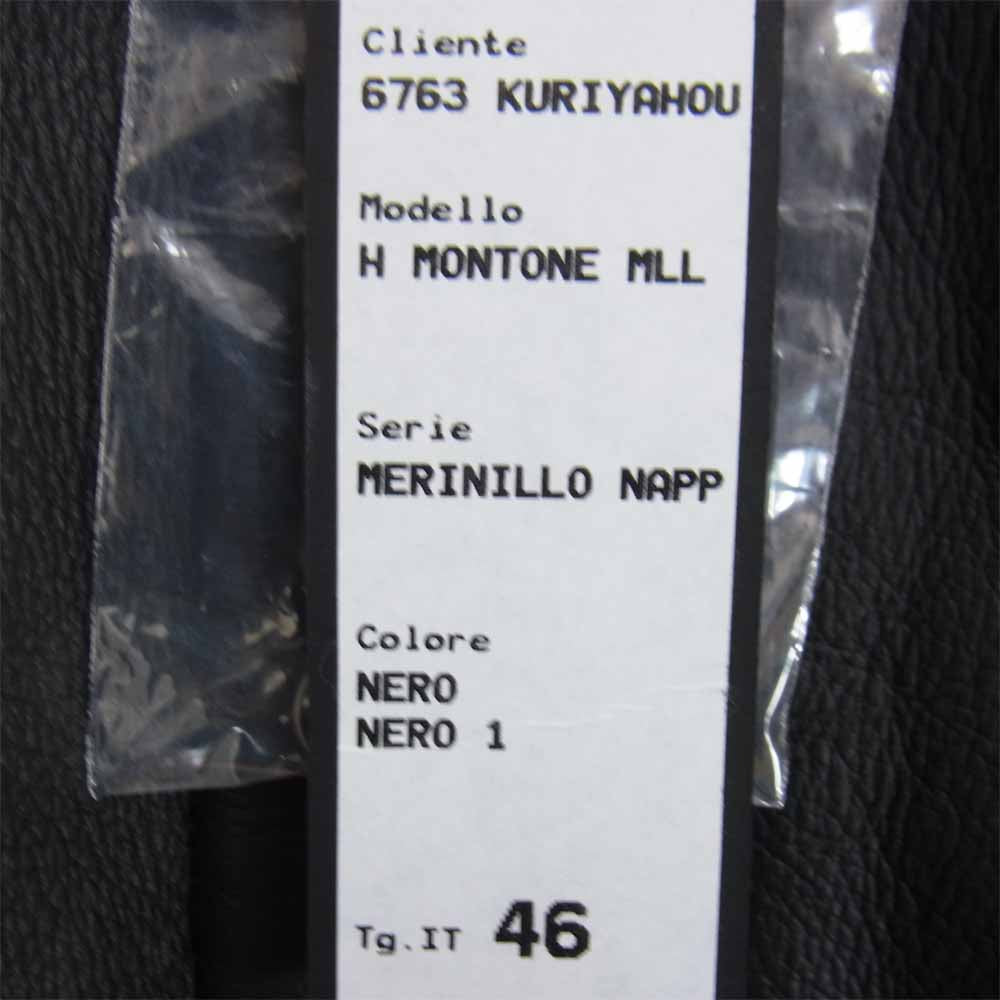 Cliente
6763 KURIYAHOU
Modello
H MONTONE MLL
Serie
MERINILLO NAPP
Colore
NERO
NERO 1
Tg.IT 46